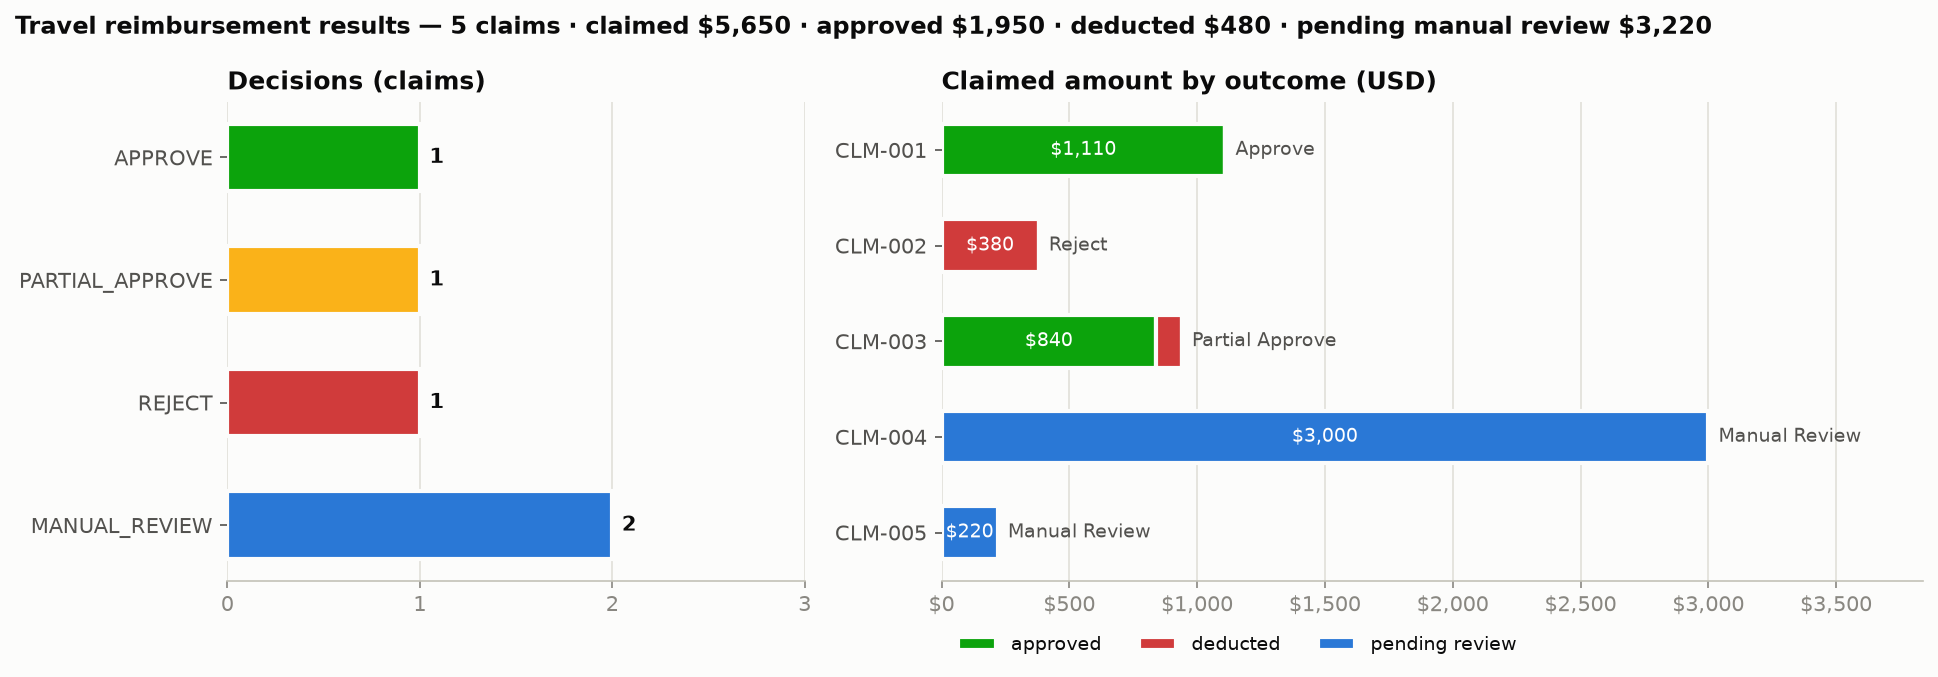 Travel reimbursement results — 5 claims · claimed $5,650 · approved $1,950 · deducted $480 · pending manual review $3,220
Decisions (claims)
APPROVE
1
PARTIAL_APPROVE
1
REJECT
1
MANUAL_REVIEW
2
0 1 2 3
Claimed amount by outcome (USD)
CLM-001 $1,110 Approve
CLM-002 $380 Reject
CLM-003 $840 Partial Approve
CLM-004 $3,000 Manual Review
CLM-005 $220 Manual Review
$0 $500 $1,000 $1,500 $2,000 $2,500 $3,000 $3,500
approved deducted pending review